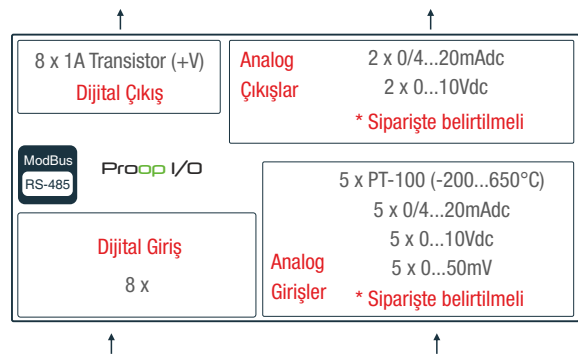 8 x 1A Transistor (+V)
Dijital Çıkış
Analog
Çıkışlar
2 x 0/4...20mAdc
2 x 0...10Vdc
* Siparişte belirtilmeli
ModBus
RS-485
Proop I/O
Dijital Giriş
8 x
Analog
Girişler
5 x PT-100 (-200...650°C)
5 x 0/4...20mAdc
5 x 0...10Vdc
5 x 0...50mV
* Siparişte belirtilmeli